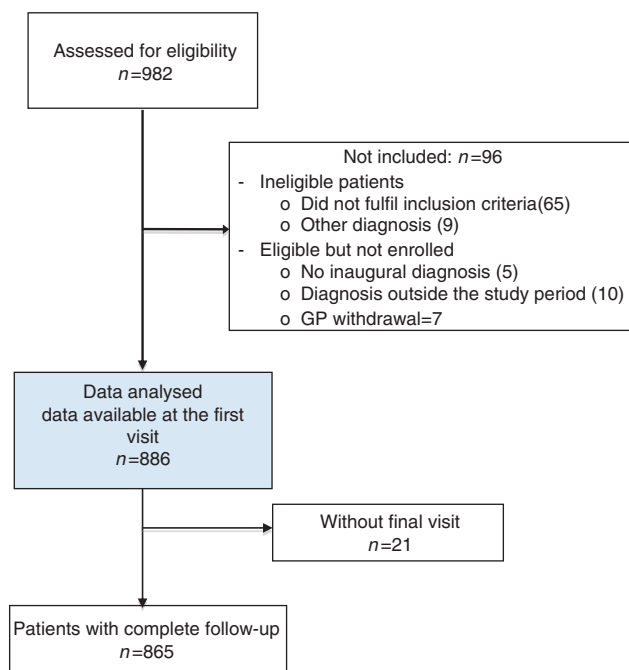 Assessed for eligibility
n=982
Not included: n=96
- Ineligible patients
o Did not fulfil inclusion criteria(65)
o Other diagnosis (9)
- Eligible but not enrolled
o No inaugural diagnosis (5)
o Diagnosis outside the study period (10)
o GP withdrawal=7
Data analysed
data available at the first
visit
n=886
Without final visit
n=21
Patients with complete follow-up
n=865